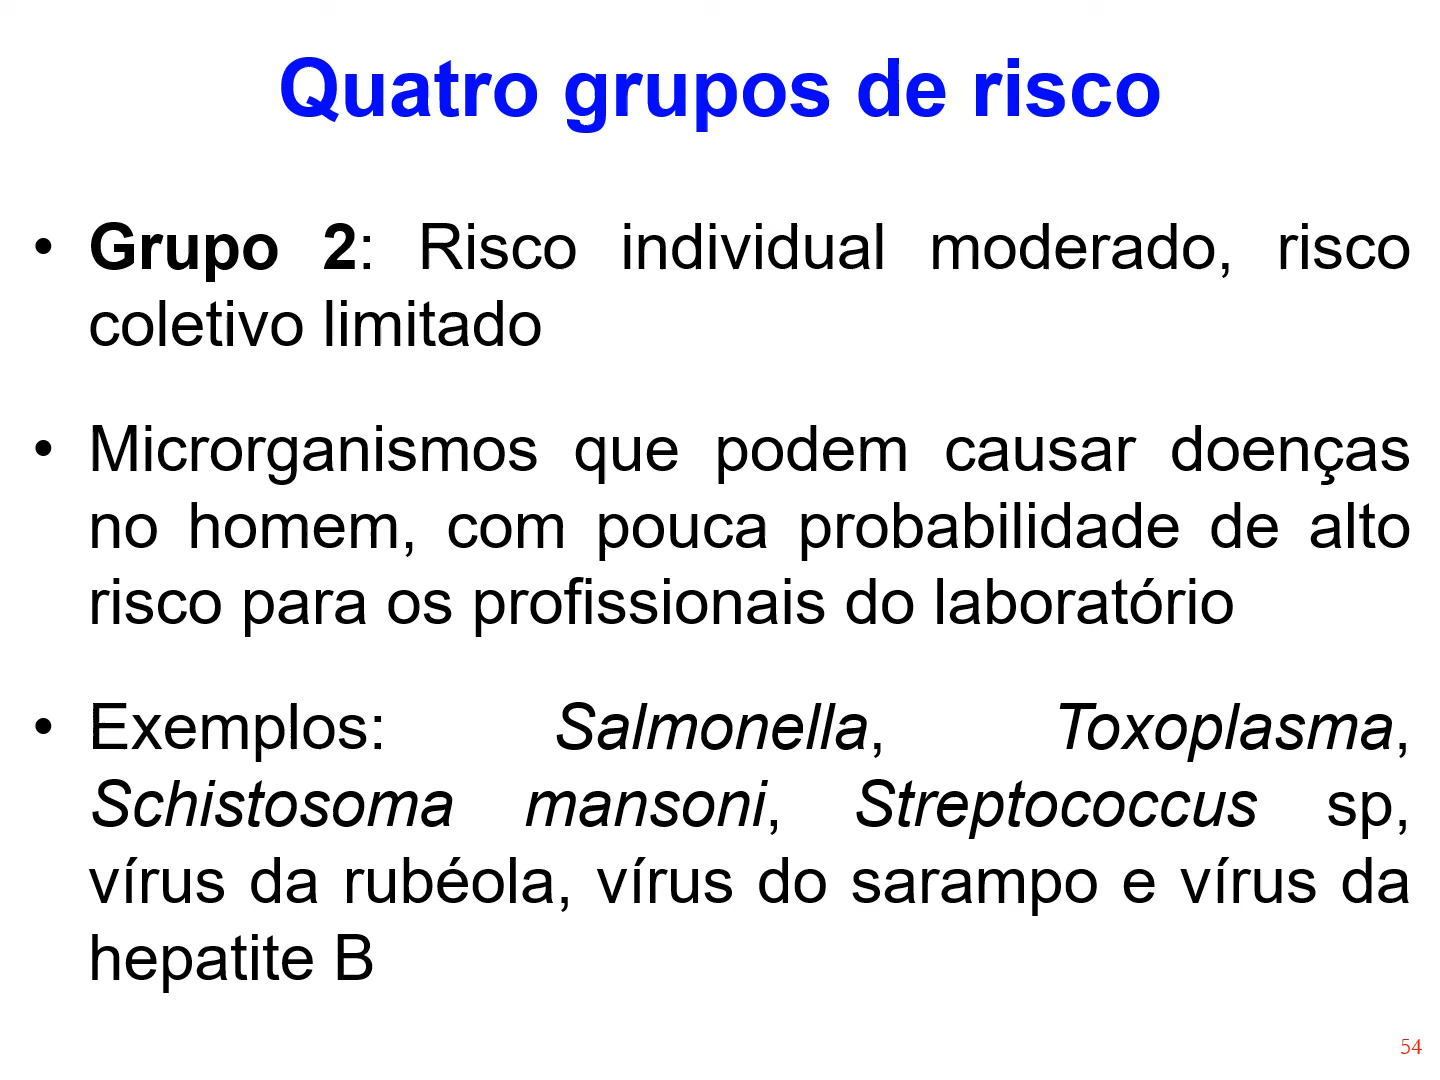 Quatro grupos de risco
• Grupo 2: Risco individual moderado, risco
coletivo limitado
• Microrganismos que podem causar doenças
no homem, com pouca probabilidade de alto
risco para os profissionais do laboratório
• Exemplos: Salmonella, Toxoplasma,
Schistosoma mansoni, Streptococcus sp,
vírus da rubéola, vírus do sarampo e vírus da
hepatite B
54